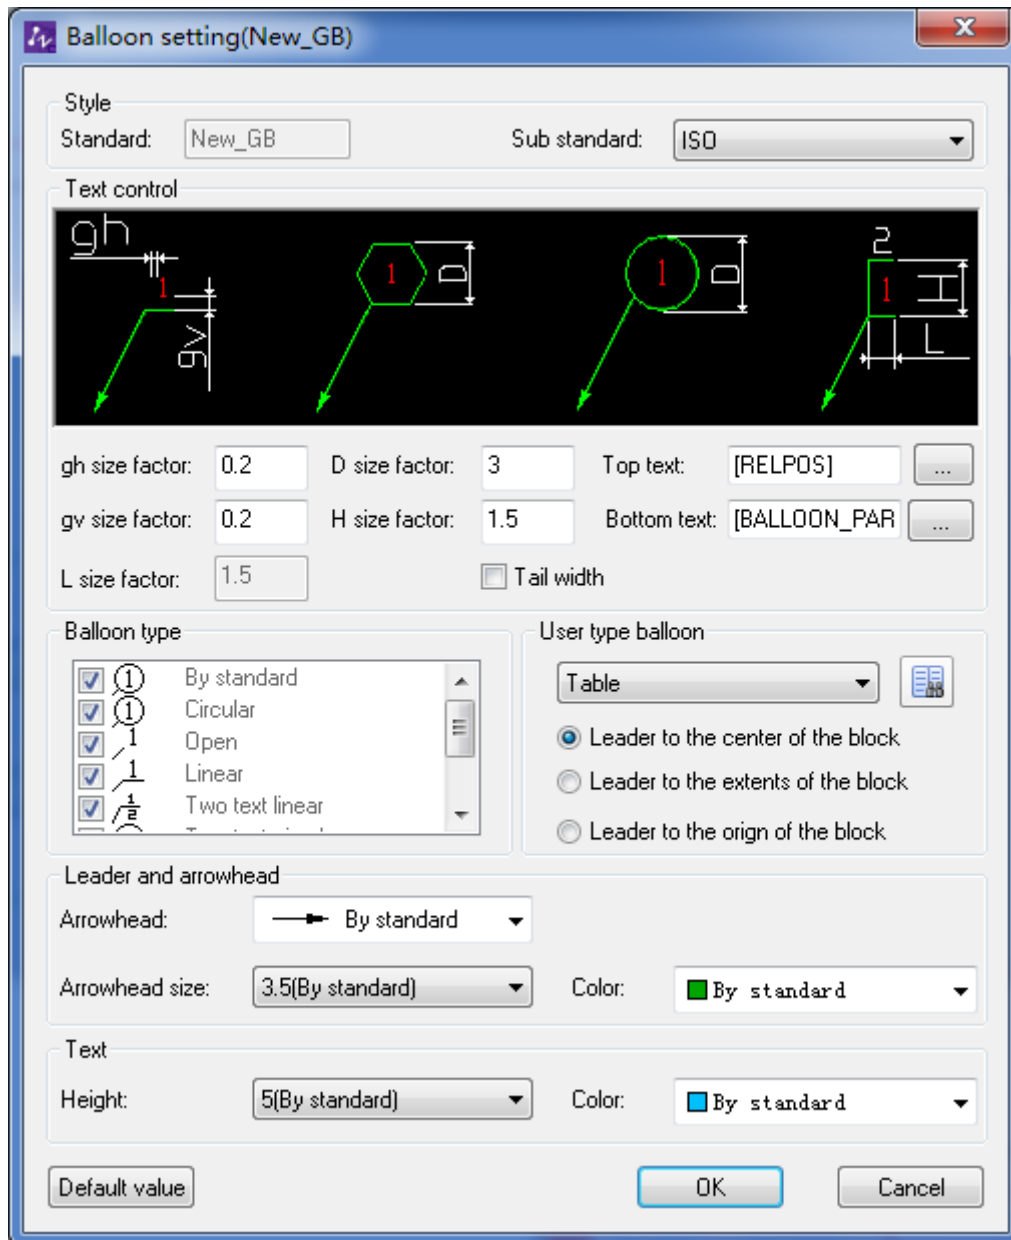 Balloon setting(New_GB)
Style
Standard: New_GB Sub standard: ISO
Text control
gh 1 gv 1 D 1 D 2 1 H L
gh size factor: 0.2 D size factor: 3 Top text: [RELPOS] ...
gv size factor: 0.2 H size factor: 1.5 Bottom text: [BALLOON_PAR ...
L size factor: 1.5 Tail width
Balloon type User type balloon
1 By standard Table
1 Circular Leader to the center of the block
1 Open
1 Linear Leader to the extents of the block
1 2 Two text linear
Leader to the orign of the block
Leader and arrowhead
Arrowhead: By standard
Arrowhead size: 3.5(By standard) Color: By standard
Text
Height: 5(By standard) Color: By standard
Default value OK Cancel